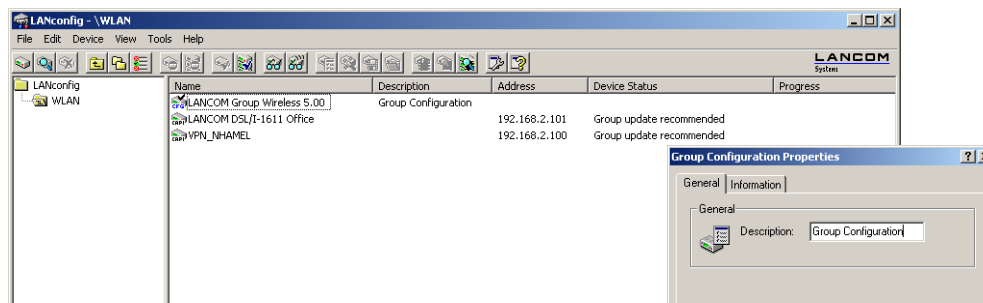 LANconfig - \WLAN
File Edit Device View Tools Help
LANCOM
Systems
LANconfig
WLAN
Name Description Address Device Status Progress
LANCOM Group Wireless 5.00 Group Configuration
LANCOM DSL/I-1611 Office 192.168.2.101 Group update recommended
VPN_NHAMEL 192.168.2.100 Group update recommended
Group Configuration Properties
General Information
General
Description: Group Configuration